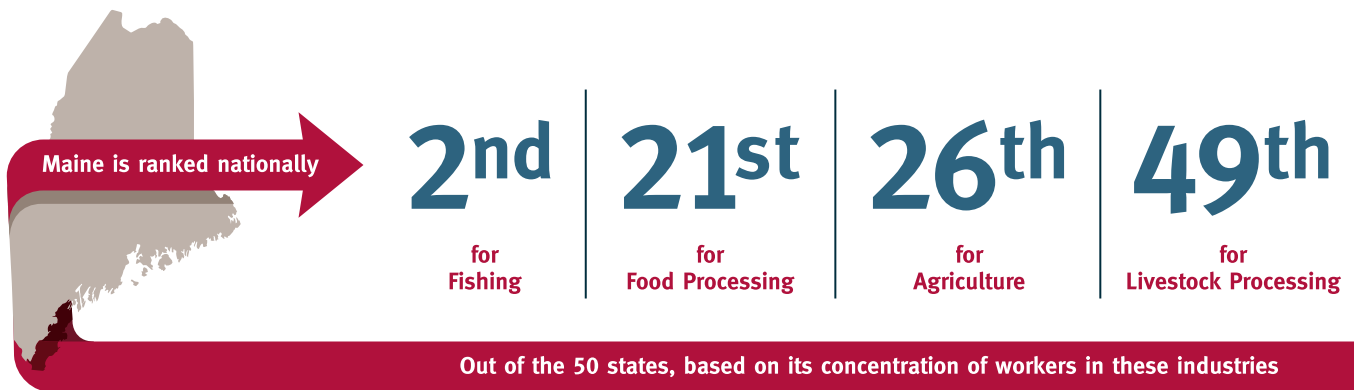 Maine is ranked nationally
2nd
for
Fishing
21st
for
Food Processing
26th
for
Agriculture
49th
for
Livestock Processing
Out of the 50 states, based on its concentration of workers in these industries